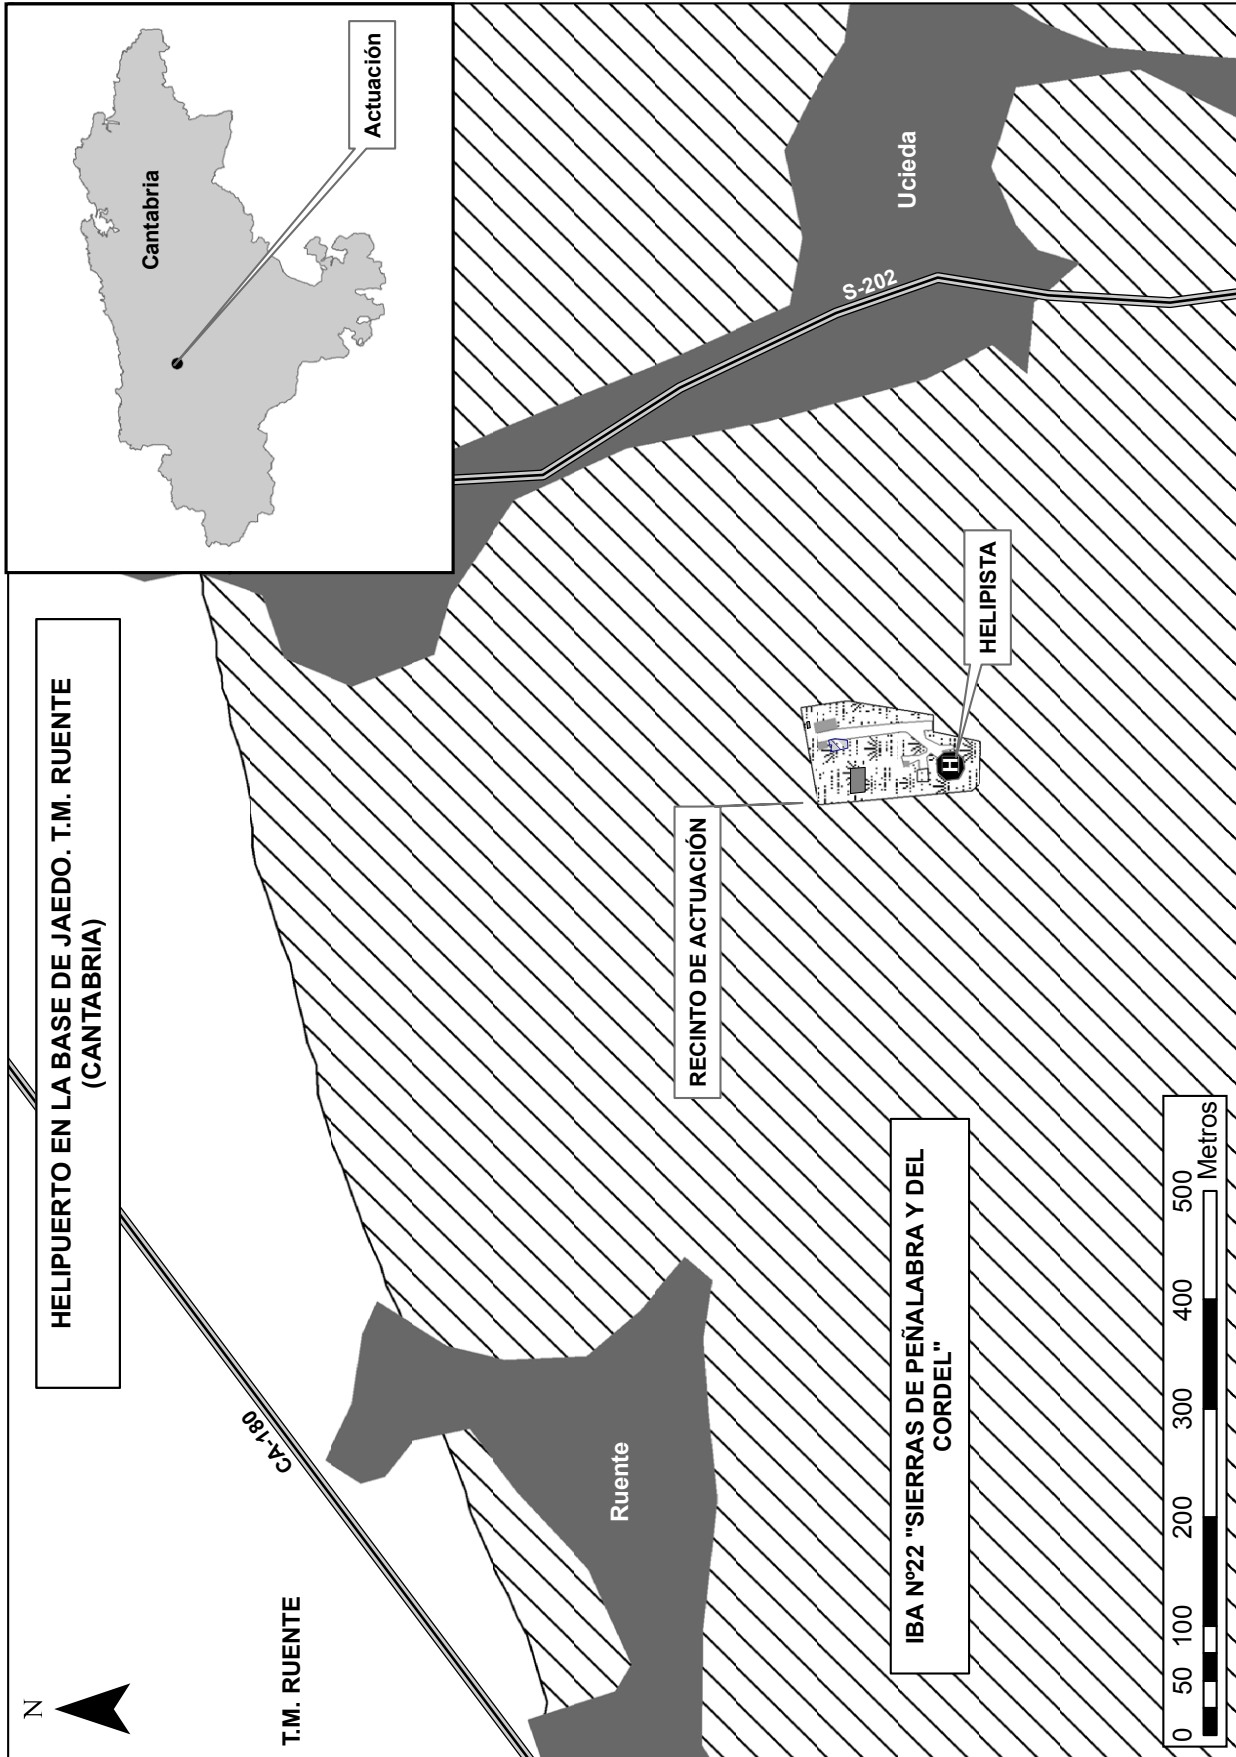 N
HELIPUERTO EN LA BASE DE JAEDO. T.M. RUENTE
(CANTABRIA)
Cantabria
Actuación
CA-180
T.M. RUENTE
Ruente
S-202
Ucieda
RECINTO DE ACTUACIÓN
HELIPISTA
H
IBA Nº22 "SIERRAS DE PEÑALABRA Y DEL
CORDEL"
0 50 100 200 300 400 500
Metros